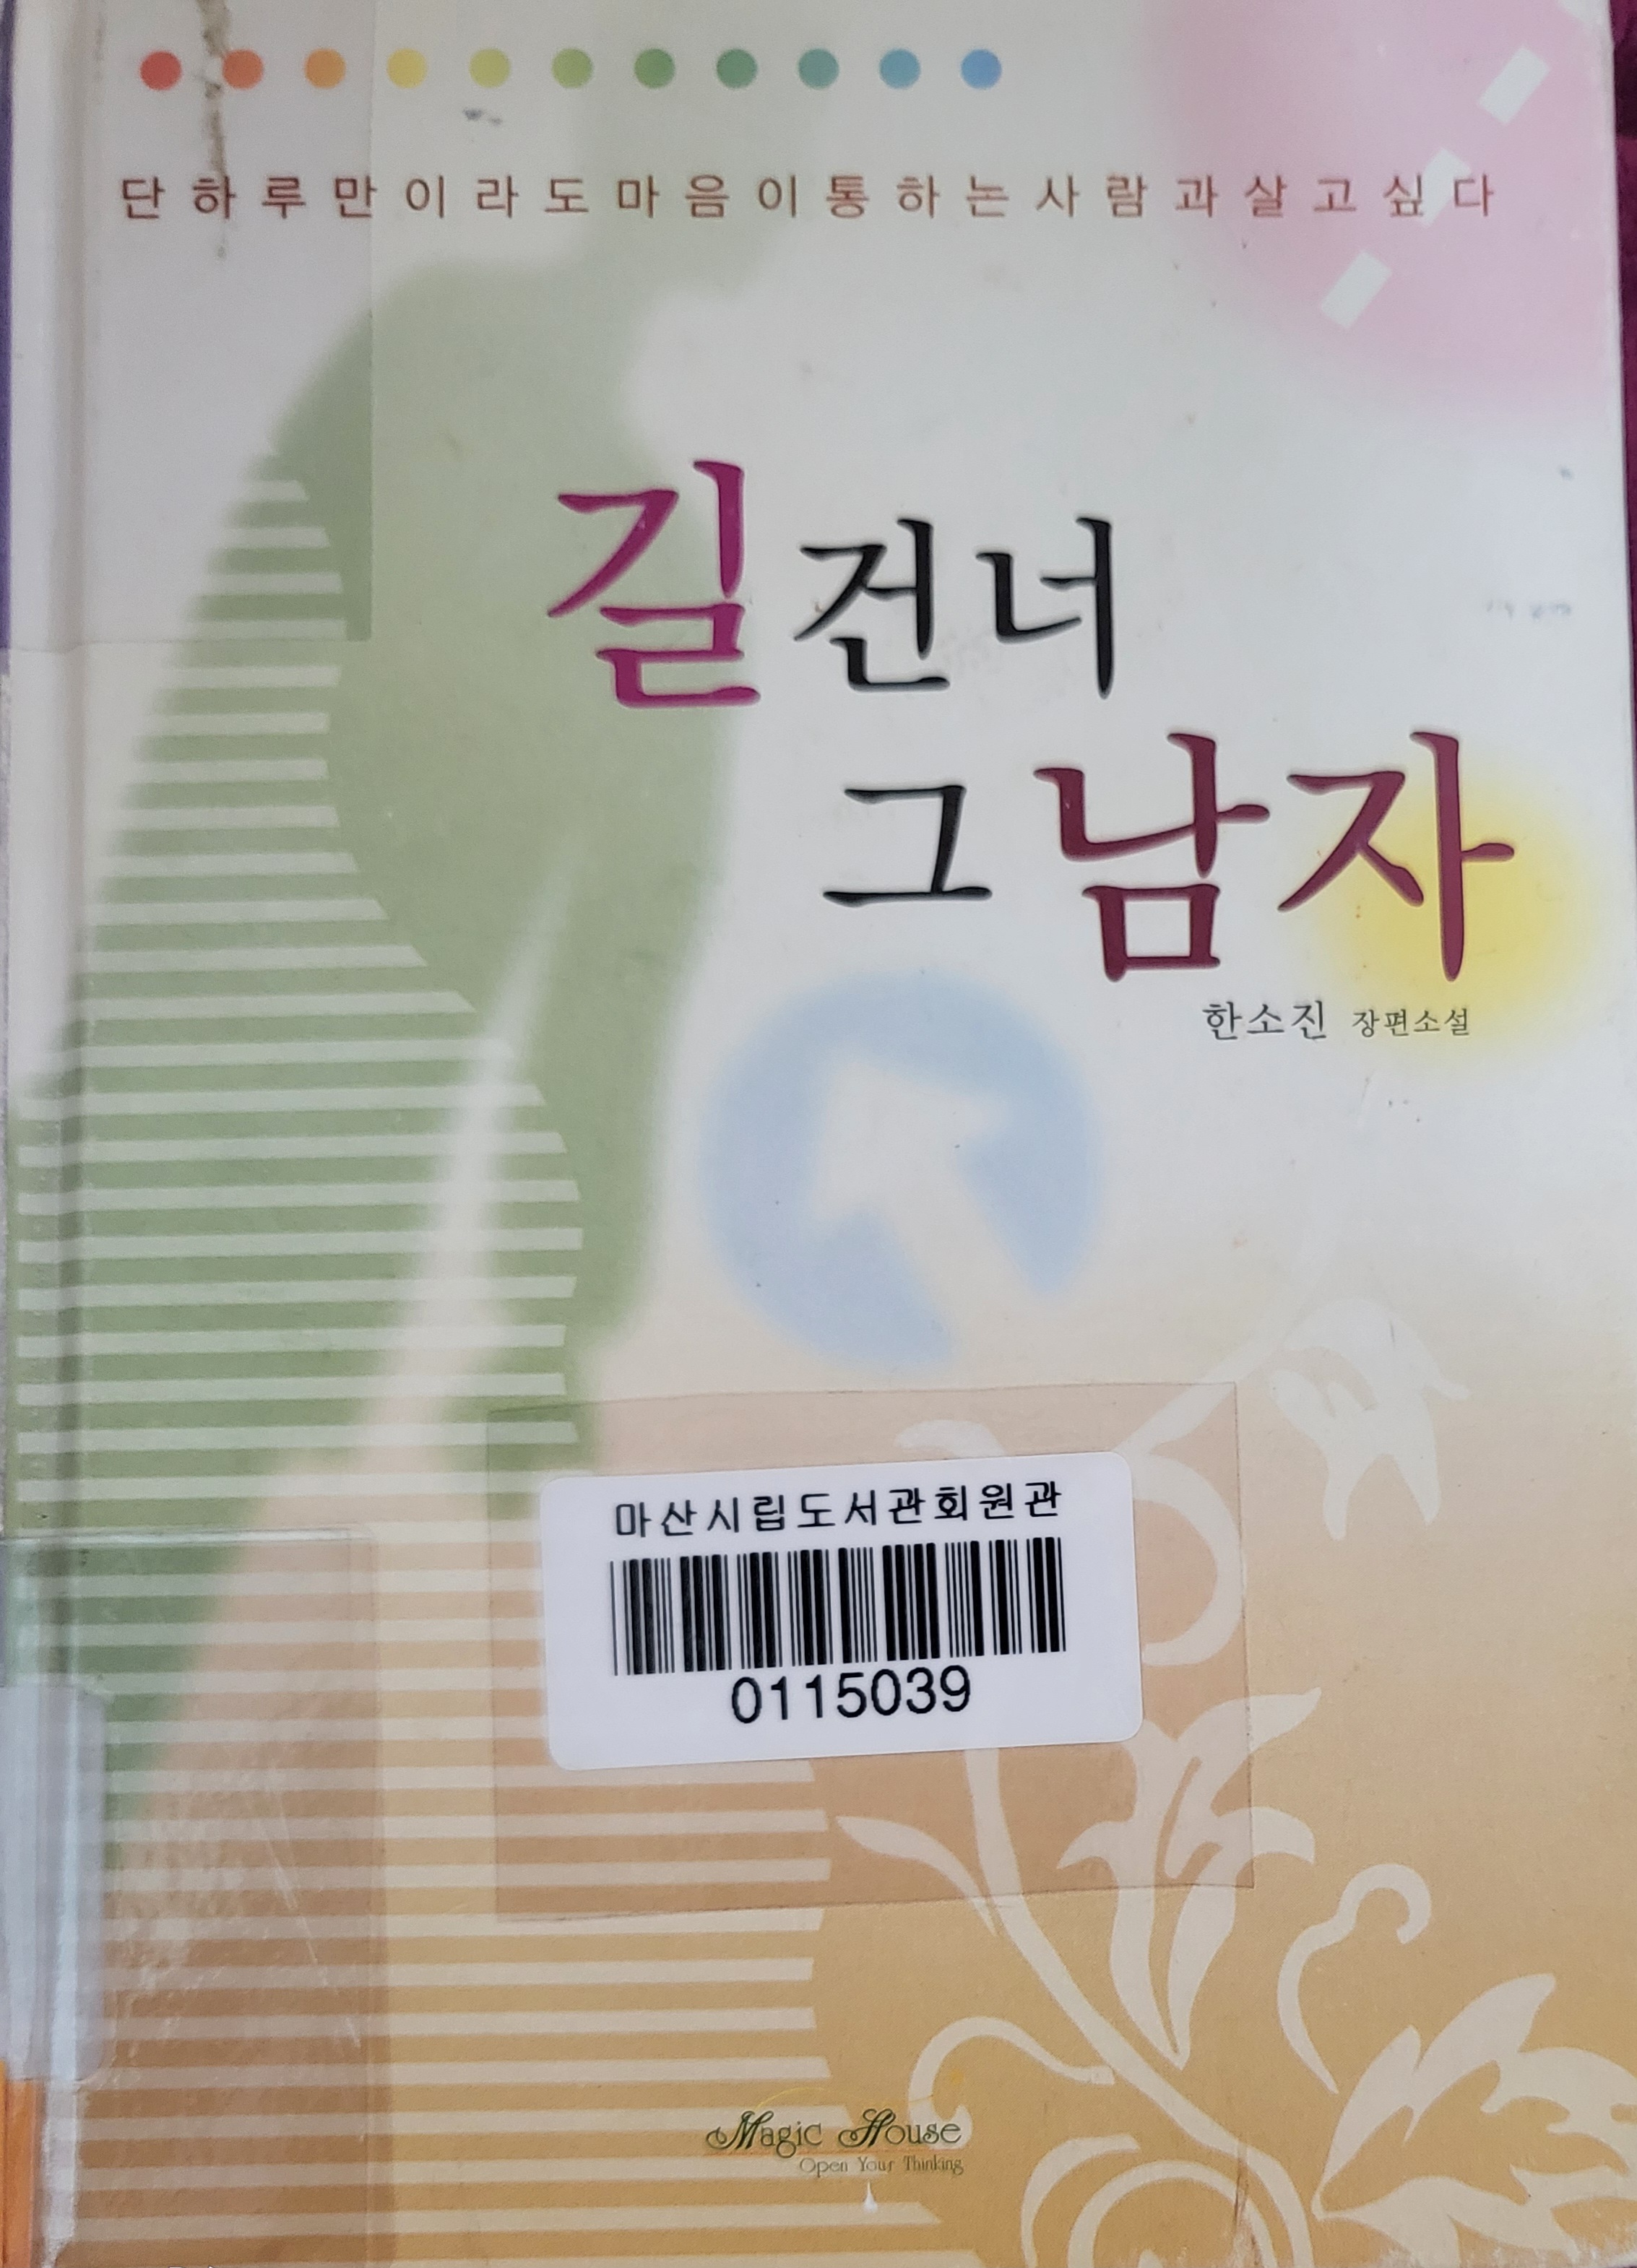 단하루만이라도마음이통하는사람과살고싶다
길건너
그남자
한소진 장편소설
마산시립도서관회원관
0115039
Magic House
Open Your Thinking